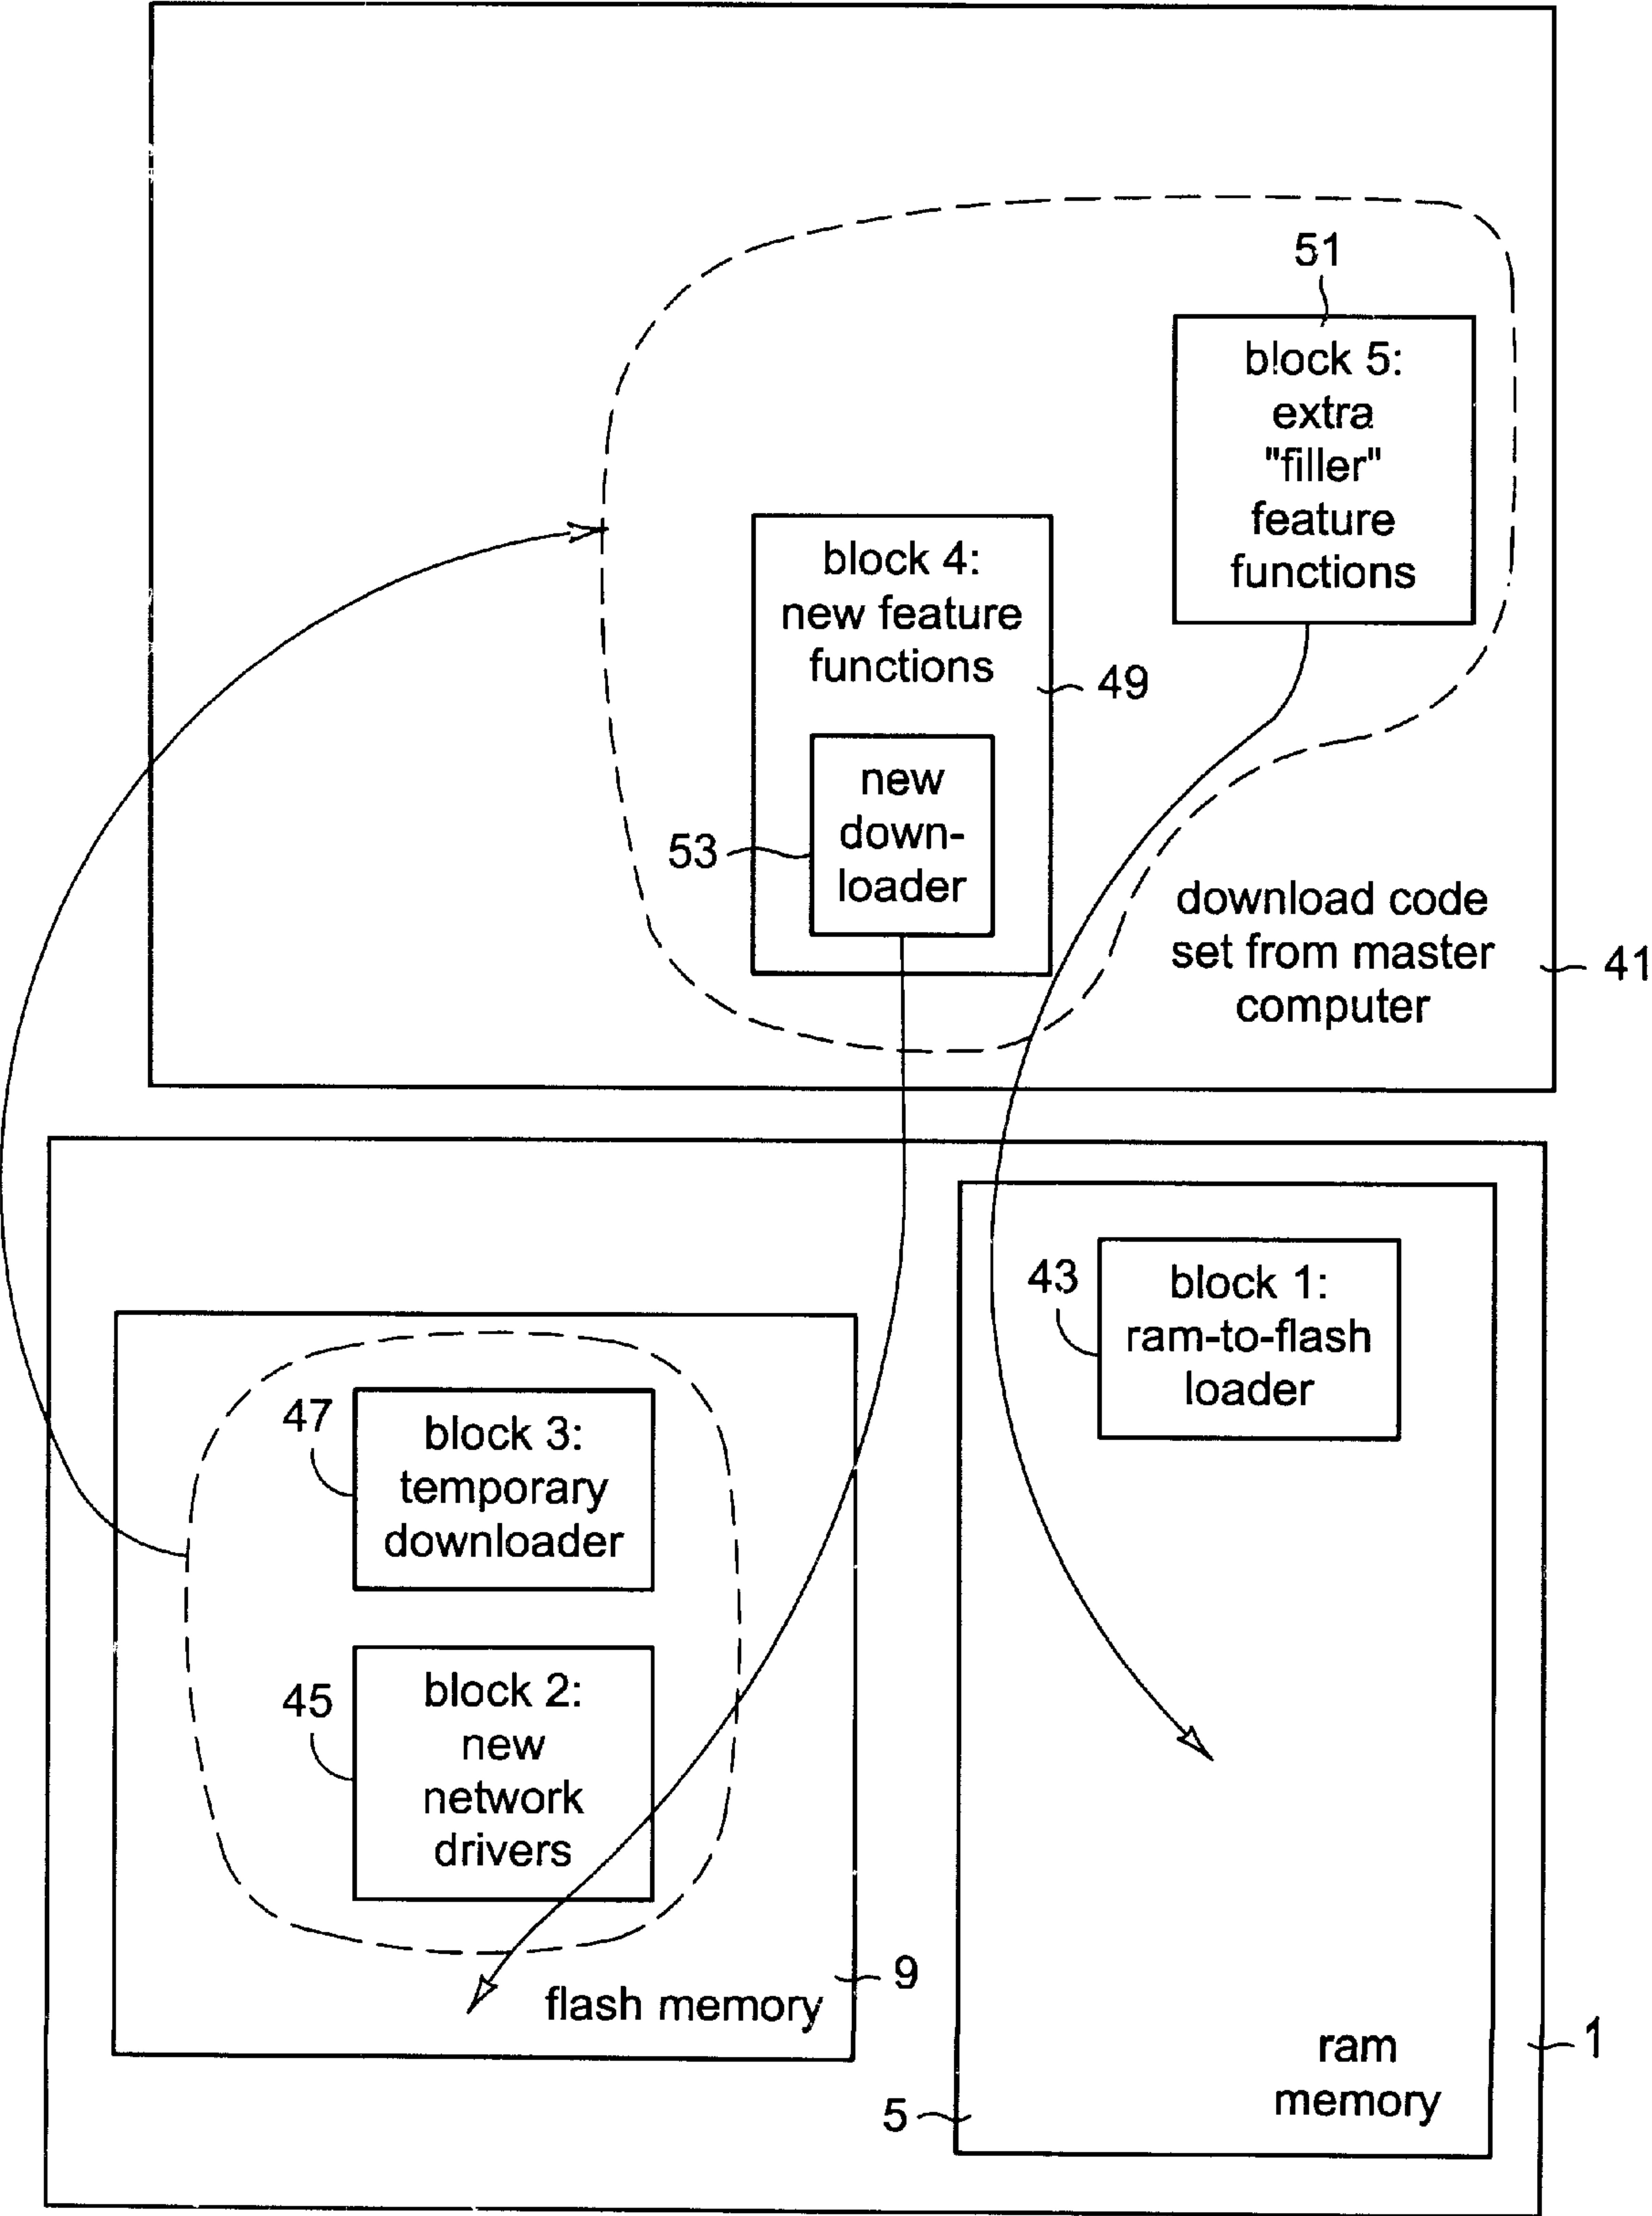 51
block 5:
extra
"filler"
feature
functions
block 4:
new feature
functions
49
new
down-
loader
53
download code
set from master
computer
41
43
block 1:
ram-to-flash
loader
47
block 3:
temporary
downloader
45
block 2:
new
network
drivers
9
flash memory
1
ram
memory
5